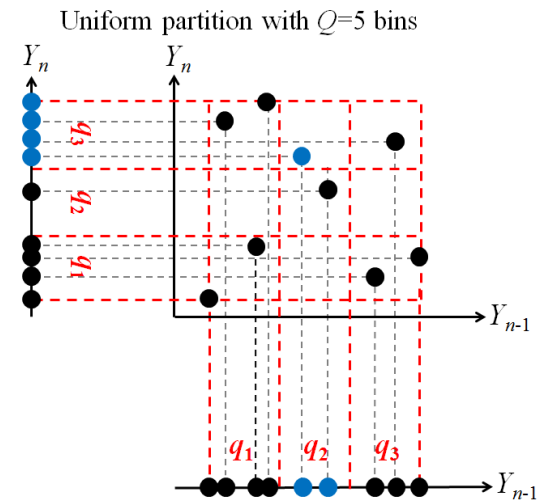 Uniform partition with Q=5 bins
Yn
Yn
q3
q2
q1
Yn-1
q1
q2
q3
Yn-1